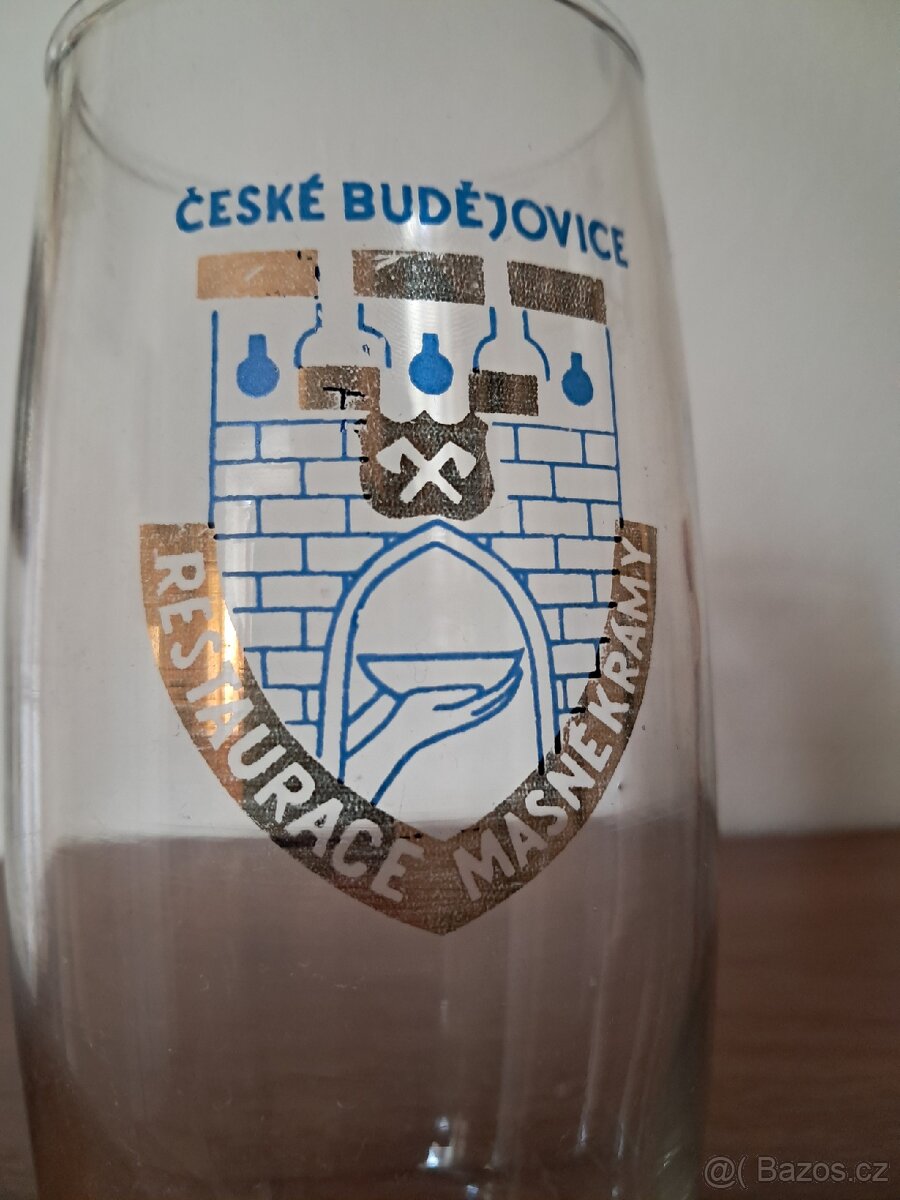 ČESKÉ BUDĚJOVICE
RESTAURACE MASNÉ KRÁMY
@( Bazos.cz